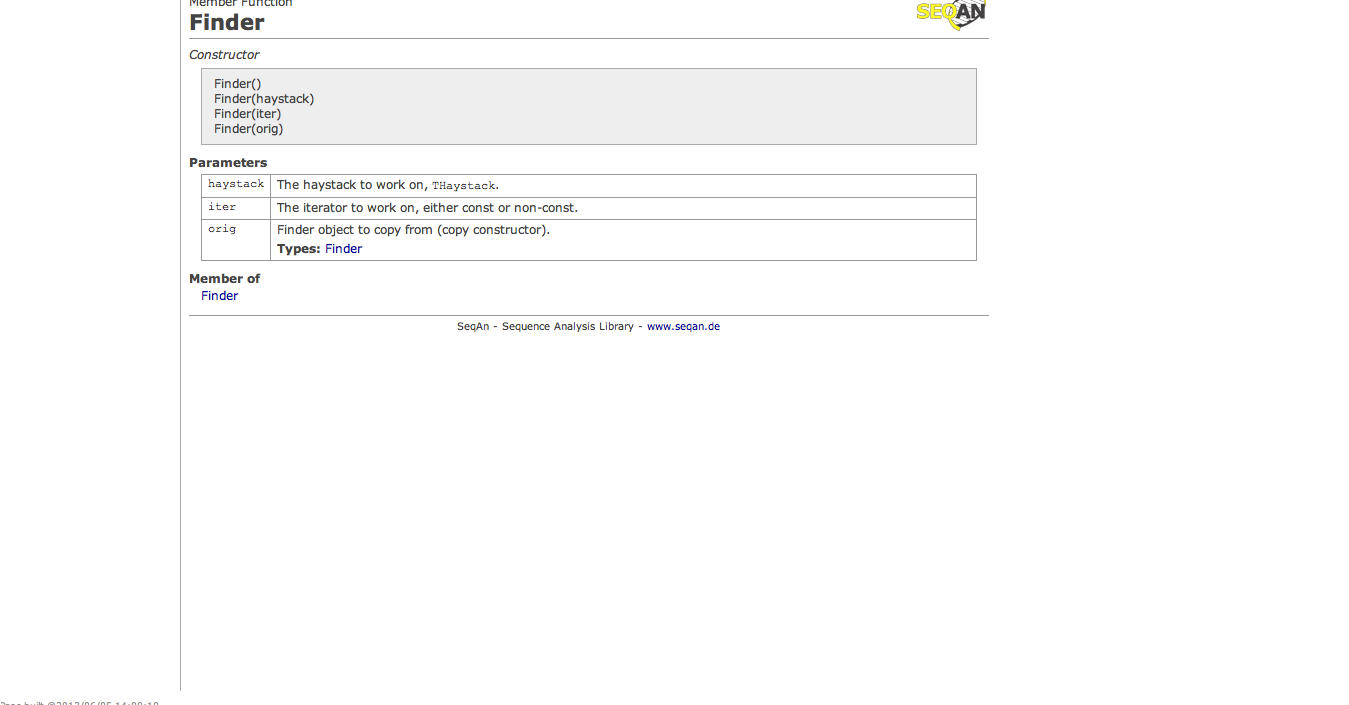 Member Function
Finder
SEQAN
Constructor
Finder()
Finder(haystack)
Finder(iter)
Finder(orig)
Parameters
haystack The haystack to work on, THaystack.
iter The iterator to work on, either const or non-const.
orig Finder object to copy from (copy constructor).
Types: Finder
Member of
Finder
SeqAn - Sequence Analysis Library - www.seqan.de